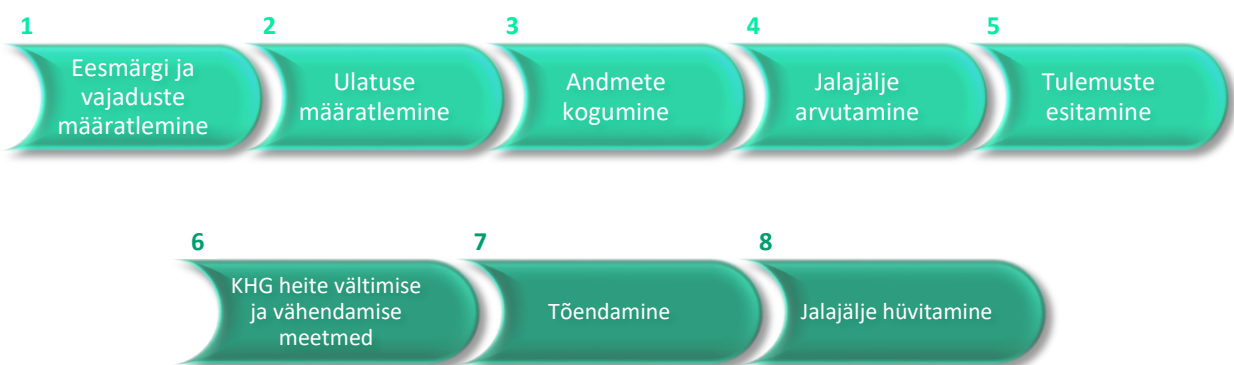 1
2
3
4
5
Eesmärgi ja
vajaduste
määratlemine
Ulatuse
määratlemine
Andmete
kogumine
Jalajälje
arvutamine
Tulemuste
esitamine
6
7
8
KHG heite vältimise
ja vähendamise
meetmed
Tõendamine
Jalajälje hüvitamine